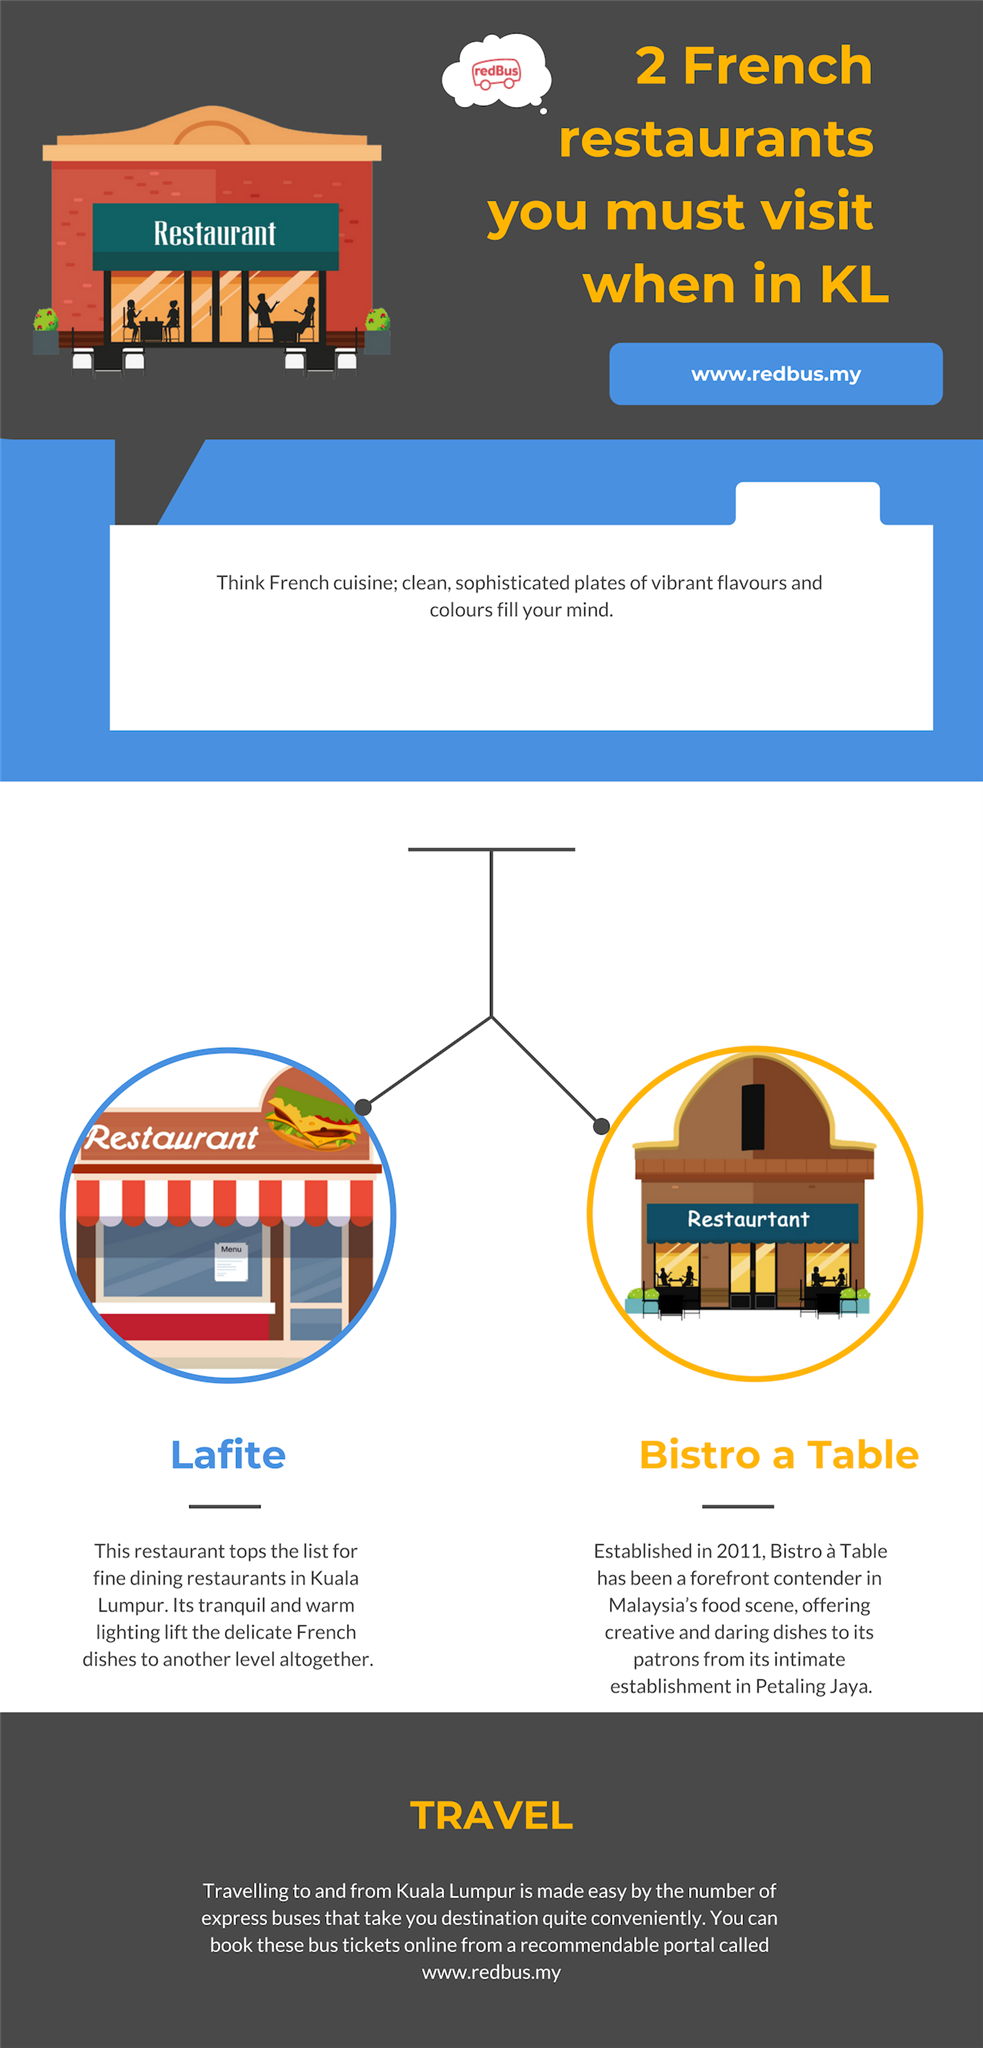 redBus
2 French
restaurants
you must visit
when in KL
Restaurant
www.redbus.my
Think French cuisine; clean, sophisticated plates of vibrant flavours and
colours fill your mind.
Restaurant
Menu
Restaurtant
Lafite
This restaurant tops the list for
fine dining restaurants in Kuala
Lumpur. Its tranquil and warm
lighting lift the delicate French
dishes to another level altogether.
Bistro a Table
Established in 2011, Bistro à Table
has been a forefront contender in
Malaysia’s food scene, offering
creative and daring dishes to its
patrons from its intimate
establishment in Petaling Jaya.
TRAVEL
Travelling to and from Kuala Lumpur is made easy by the number of
express buses that take you destination quite conveniently. You can
book these bus tickets online from a recommendable portal called
www.redbus.my